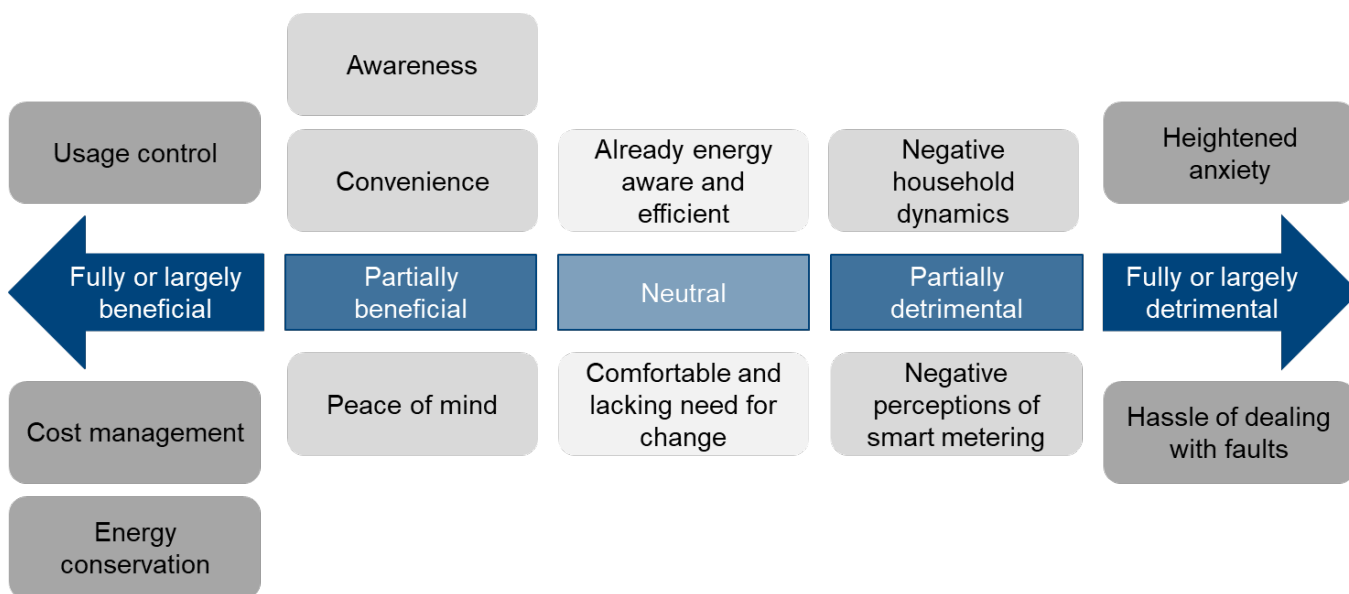 Awareness
Usage control
Convenience
Already energy
aware and
efficient
Negative
household
dynamics
Heightened
anxiety
Fully or largely
beneficial
Partially
beneficial
Neutral
Partially
detrimental
Fully or largely
detrimental
Cost management
Peace of mind
Comfortable and
lacking need for
change
Negative
perceptions of
smart metering
Hassle of dealing
with faults
Energy
conservation